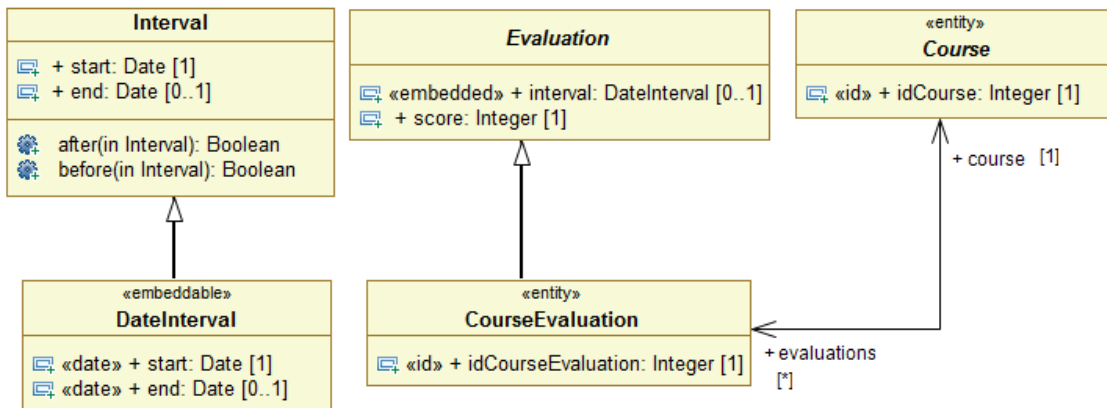 Interval
+ start: Date [1]
+ end: Date [0..1]
after(in Interval): Boolean
before(in Interval): Boolean
Evaluation
«embedded» + interval: DateInterval [0..1]
+ score: Integer [1]
«entity»
Course
«id» + idCourse: Integer [1]
+ course [1]
«embeddable»
DateInterval
«date» + start: Date [1]
«date» + end: Date [0..1]
«entity»
CourseEvaluation
«id» + idCourseEvaluation: Integer [1]
+ evaluations
[*]